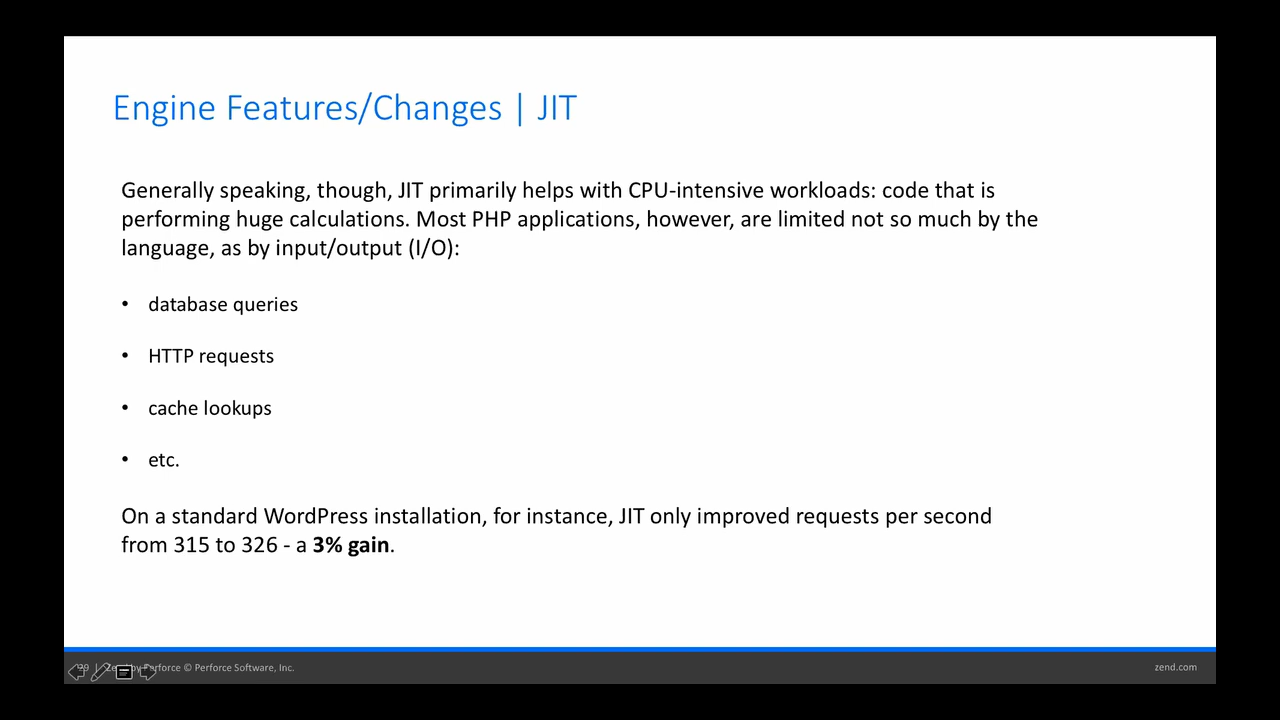 Engine Features/Changes | JIT
Generally speaking, though, JIT primarily helps with CPU-intensive workloads: code that is
performing huge calculations. Most PHP applications, however, are limited not so much by the
language, as by input/output (I/O):
• database queries
• HTTP requests
• cache lookups
• etc.
On a standard WordPress installation, for instance, JIT only improved requests per second
from 315 to 326 - a 3% gain.
| Zend by Perforce © Perforce Software, Inc.
zend.com